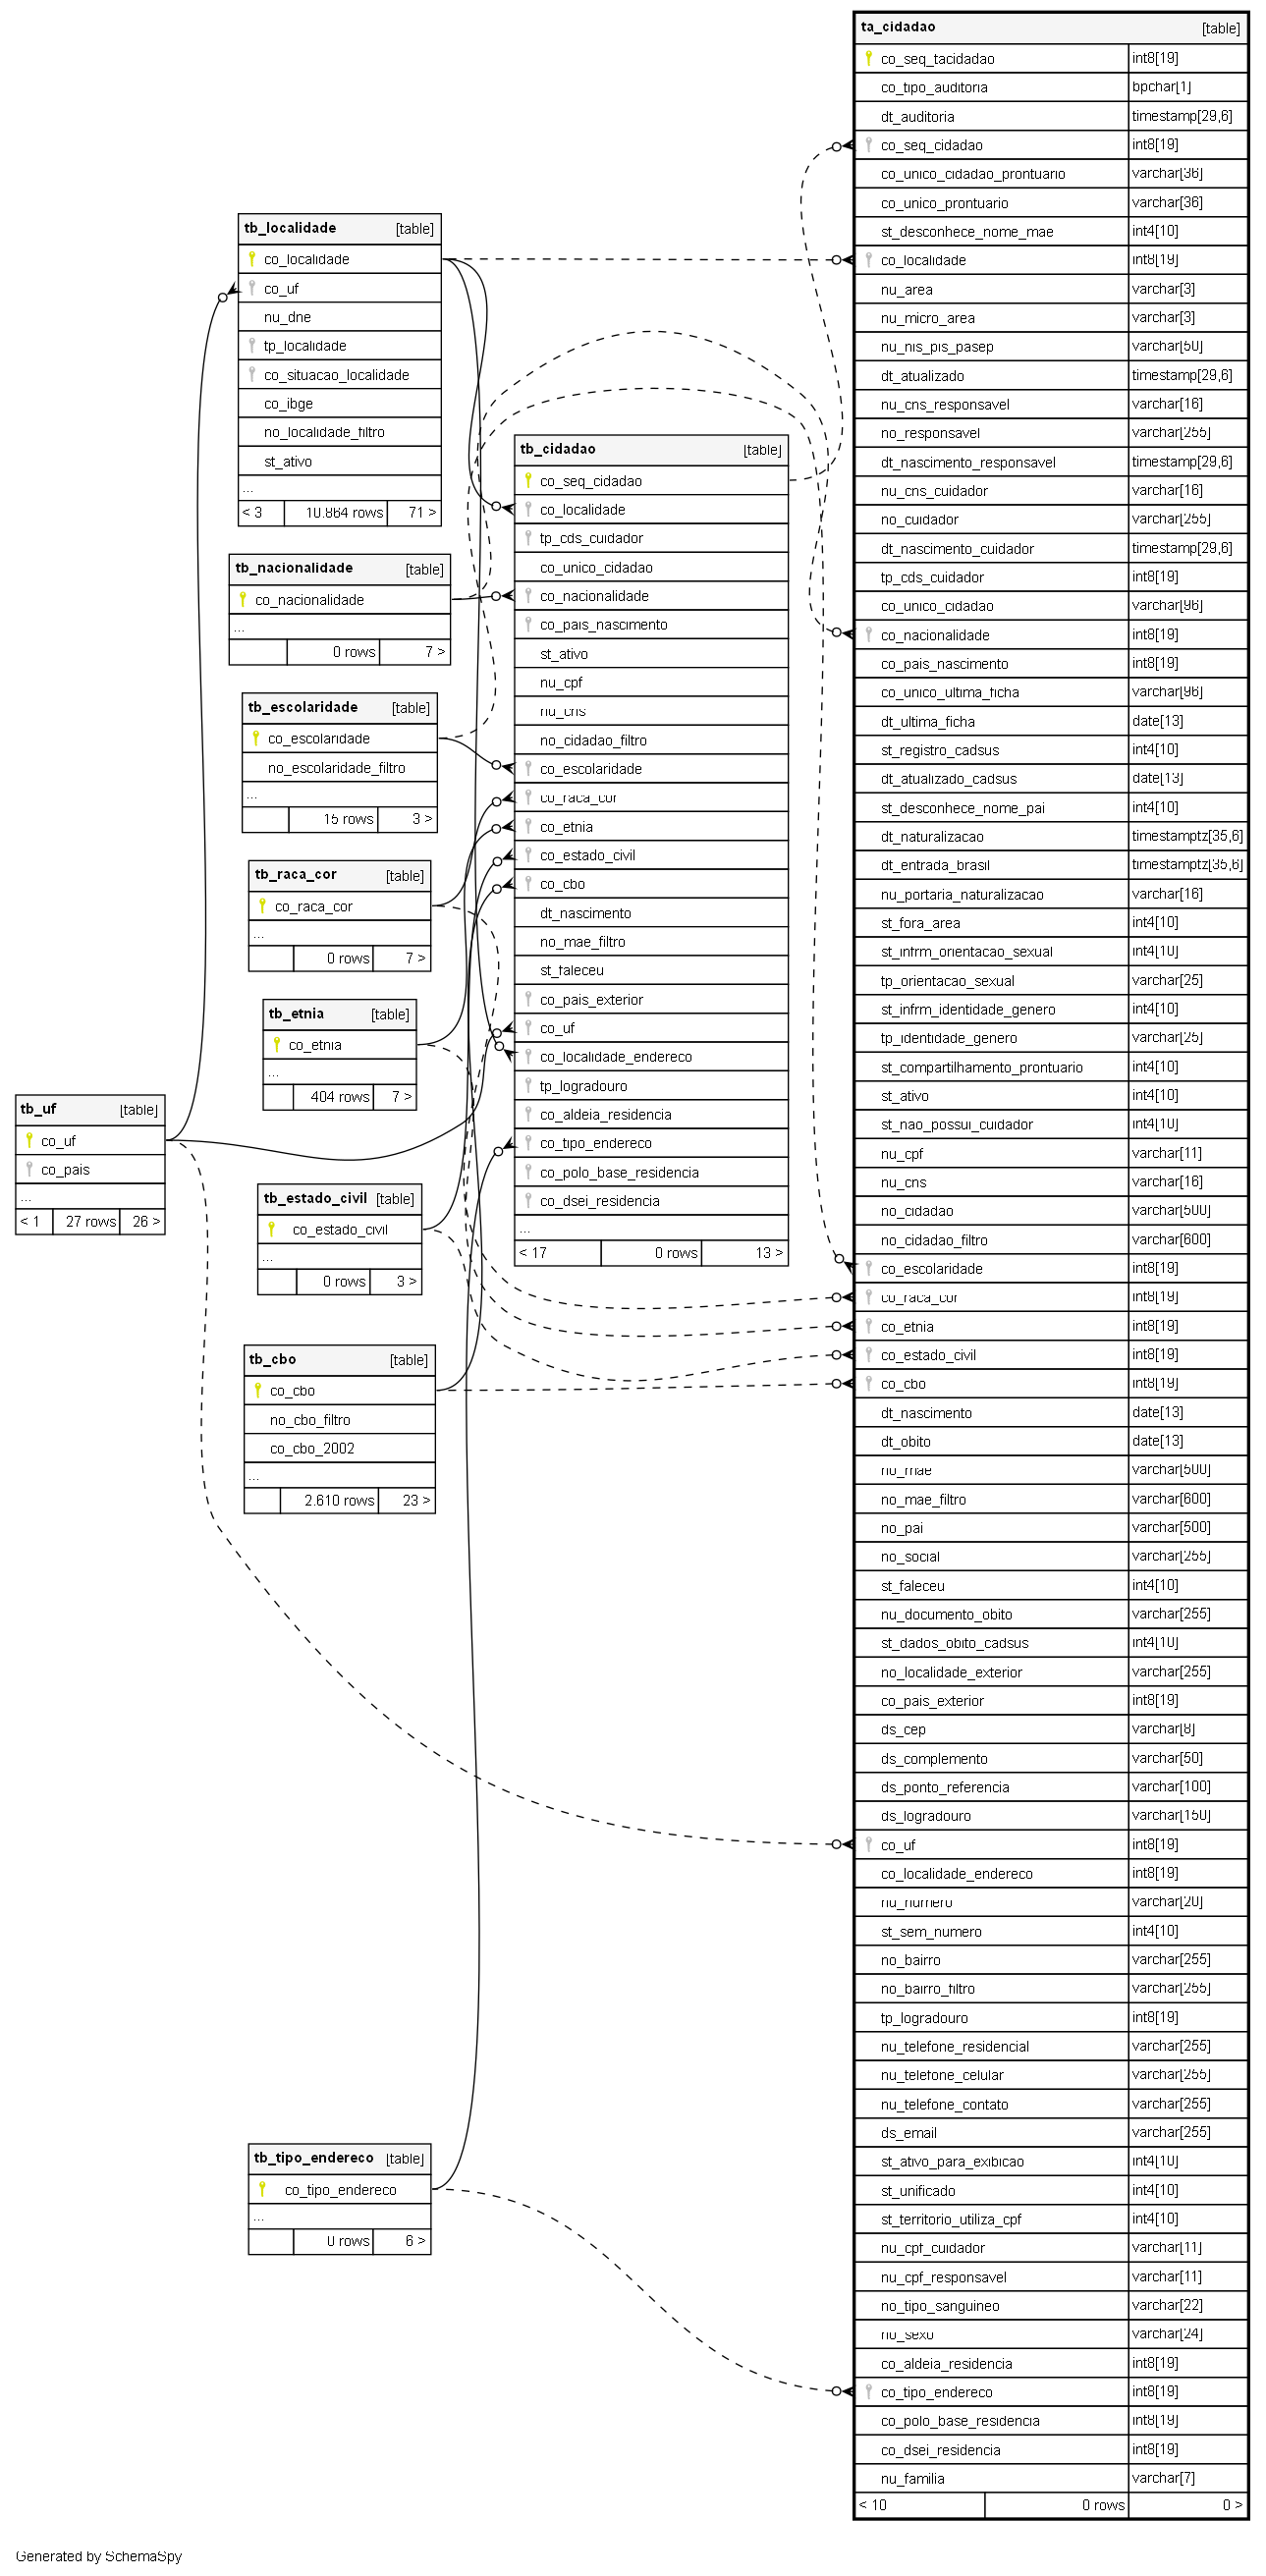 ta_cidadao [table]
co_seq_tacidadao int8[19]
co_tipo_auditoria bpchar[1]
dt_auditoria timestamp[29,6]
co_seq_cidadao int8[19]
co_unico_cidadao_prontuario varchar[36]
co_unico_prontuario varchar[36]
st_desconhece_nome_mae int4[10]
co_localidade int8[19]
nu_area varchar[3]
nu_micro_area varchar[3]
nu_nis_pis_pasep varchar[50]
dt_atualizado timestamp[29,6]
nu_cns_responsavel varchar[16]
no_responsavel varchar[255]
dt_nascimento_responsavel timestamp[29,6]
nu_cns_cuidador varchar[16]
no_cuidador varchar[255]
dt_nascimento_cuidador timestamp[29,6]
tp_cds_cuidador int8[19]
co_unico_cidadao varchar[96]
co_nacionalidade int8[19]
co_pais_nascimento int8[19]
co_unico_ultima_ficha varchar[96]
dt_ultima_ficha date[13]
st_registro_cadsus int4[10]
dt_atualizado_cadsus date[13]
st_desconhece_nome_pai int4[10]
dt_naturalizacao timestamptz[35,6]
dt_entrada_brasil timestamptz[35,6]
nu_portaria_naturalizacao varchar[16]
st_fora_area int4[10]
st_infrm_orientacao_sexual int4[10]
tp_orientacao_sexual varchar[25]
st_infrm_identidade_genero int4[10]
tp_identidade_genero varchar[25]
st_compartilhamento_prontuario int4[10]
st_ativo int4[10]
st_nao_possui_cuidador int4[10]
nu_cpf varchar[11]
nu_cns varchar[16]
no_cidadao varchar[500]
no_cidadao_filtro varchar[600]
co_escolaridade int8[19]
co_raca_cor int8[19]
co_etnia int8[19]
co_estado_civil int8[19]
co_cbo int8[19]
dt_nascimento date[13]
dt_obito date[13]
no_mae varchar[500]
no_mae_filtro varchar[600]
no_pai varchar[500]
no_social varchar[255]
st_faleceu int4[10]
nu_documento_obito varchar[255]
st_dados_obito_cadsus int4[10]
no_localidade_exterior varchar[255]
co_pais_exterior int8[19]
ds_cep varchar[8]
ds_complemento varchar[50]
ds_ponto_referencia varchar[100]
ds_logradouro varchar[150]
co_uf int8[19]
co_localidade_endereco int8[19]
nu_numero varchar[20]
st_sem_numero int4[10]
no_bairro varchar[255]
no_bairro_filtro varchar[255]
tp_logradouro int8[19]
nu_telefone_residencial varchar[255]
nu_telefone_celular varchar[255]
nu_telefone_contato varchar[255]
ds_email varchar[255]
st_ativo_para_exibicao int4[10]
st_unificado int4[10]
st_territorio_utiliza_cpf int4[10]
nu_cpf_cuidador varchar[11]
nu_cpf_responsavel varchar[11]
no_tipo_sanguineo varchar[22]
no_sexo varchar[24]
co_aldeia_residencia int8[19]
co_tipo_endereco int8[19]
co_polo_base_residencia int8[19]
co_dsei_residencia int8[19]
nu_familia varchar[7]
< 10 0 rows 0 >
tb_localidade [table]
co_localidade
co_uf
nu_dne
tp_localidade
co_situacao_localidade
co_ibge
no_localidade_filtro
st_ativo
...
< 3 10.864 rows 71 >
tb_nacionalidade [table]
co_nacionalidade
...
0 rows 7 >
tb_escolaridade [table]
co_escolaridade
no_escolaridade_filtro
...
15 rows 3 >
tb_raca_cor [table]
co_raca_cor
...
0 rows 7 >
tb_etnia [table]
co_etnia
...
404 rows 7 >
tb_uf [table]
co_uf
co_pais
...
< 1 27 rows 26 >
tb_estado_civil [table]
co_estado_civil
...
0 rows 3 >
tb_cbo [table]
co_cbo
no_cbo_filtro
co_cbo_2002
...
2.610 rows 23 >
tb_tipo_endereco [table]
co_tipo_endereco
...
0 rows 6 >
tb_cidadao [table]
co_seq_cidadao
co_localidade
tp_cds_cuidador
co_unico_cidadao
co_nacionalidade
co_pais_nascimento
st_ativo
nu_cpf
nu_cns
no_cidadao_filtro
co_escolaridade
co_raca_cor
co_etnia
co_estado_civil
co_cbo
dt_nascimento
no_mae_filtro
st_faleceu
co_pais_exterior
co_uf
co_localidade_endereco
tp_logradouro
co_aldeia_residencia
co_tipo_endereco
co_polo_base_residencia
co_dsei_residencia
...
< 17 0 rows 13 >
Generated by SchemaSpy